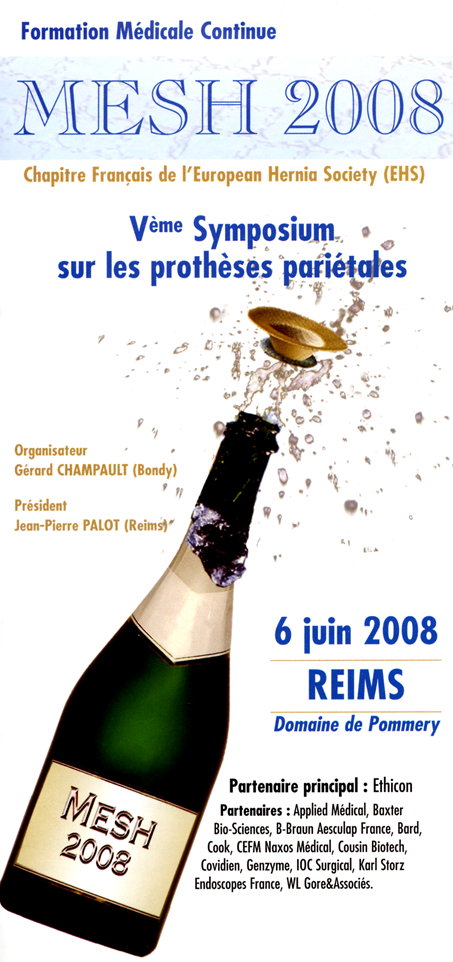 Formation Médicale Continue
MESH 2008
Chapitre Français de l'European Hernia Society (EHS)
Vème Symposium
sur les prothèses pariétales
Organisateur
Gérard CHAMPAULT (Bondy)
Président
Jean-Pierre PALOT (Reims)
6 juin 2008
REIMS
Domaine de Pommery
MESH
2008
Partenaire principal : Ethicon
Partenaires : Applied Médical, Baxter
Bio-Sciences, B-Braun Aesculap France, Bard,
Cook, CEFM Naxos Médical, Cousin Biotech,
Covidien, Genzyme, IOC Surgical, Karl Storz
Endoscopes France, WL Gore&Associés.